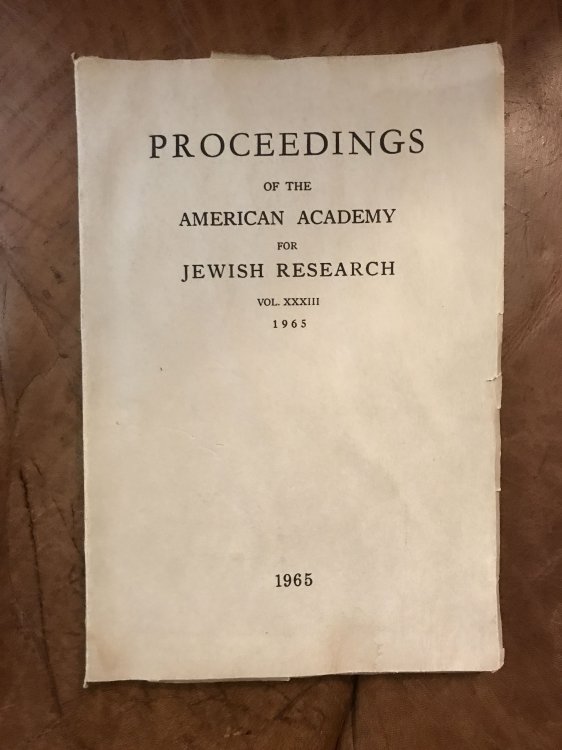 PROCEEDINGS
OF THE
AMERICAN ACADEMY
FOR
JEWISH RESEARCH
VOL. XXXIII
1965
1965